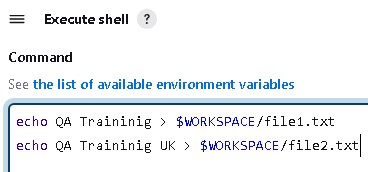 Execute shell ?
Command
See the list of available environment variables
echo QA Traininig > $WORKSPACE/file1.txt
echo QA Traininig UK > $WORKSPACE/file2.txt